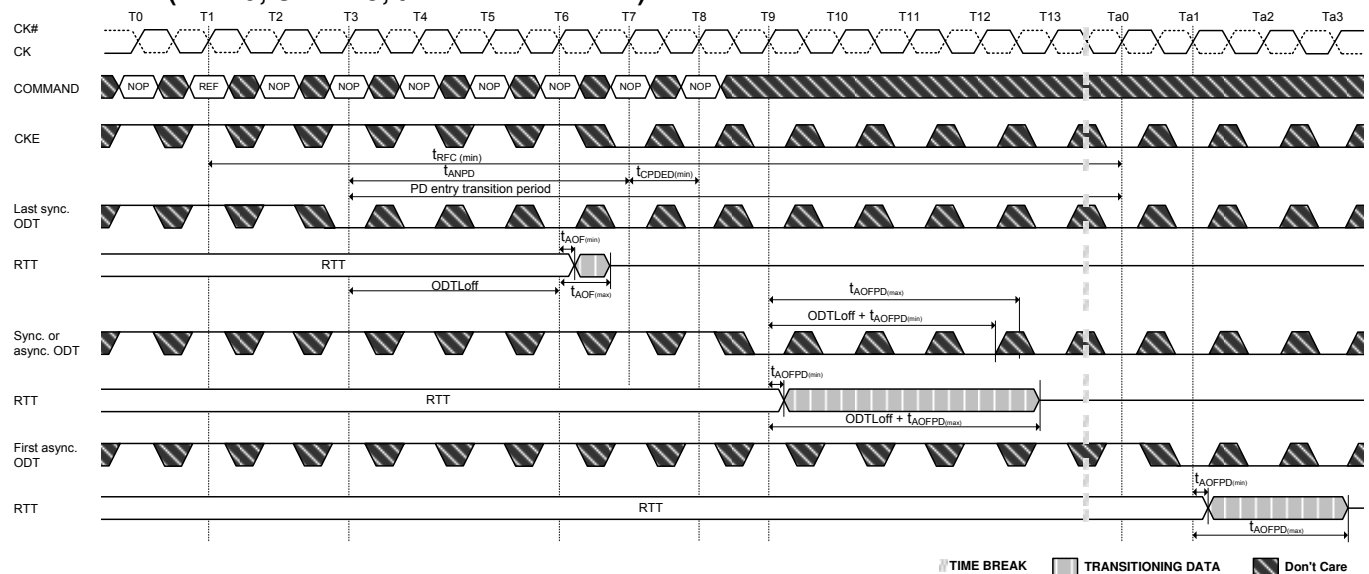 T0 T1 T2 T3 T4 T5 T6 T7 T8 T9 T10 T11 T12 T13 Ta0 Ta1 Ta2 Ta3
CK#
CK
COMMAND NOP REF NOP NOP NOP NOP NOP NOP NOP
CKE
tRFC (min)
tANPD tCPDED(min)
PD entry transition period
Last sync.
ODT
tAOF(min)
RTT RTT
ODTLoff tAOF(max)
tAOFPD(max)
ODTLoff + tAOFPD(min)
Sync. or
async. ODT
tAOFPD(min)
RTT RTT
ODTLoff + tAOFPD(max)
First async.
ODT
tAOFPD(min)
RTT RTT
tAOFPD(max)
TIME BREAK TRANSITIONING DATA Don't Care